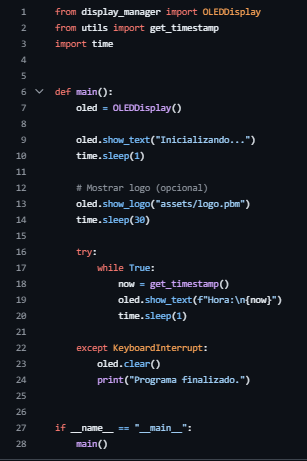 1 from display_manager import OLEDDisplay
2 from utils import get_timestamp
3 import time
4
5
6 def main():
7     oled = OLEDDisplay()
8
9     oled.show_text("Inicializando...")
10     time.sleep(1)
11
12     # Mostrar logo (opcional)
13     oled.show_logo("assets/logo.pbm")
14     time.sleep(30)
15
16     try:
17         while True:
18             now = get_timestamp()
19             oled.show_text(f"Hora:\n{now}")
20             time.sleep(1)
21
22     except KeyboardInterrupt:
23         oled.clear()
24         print("Programa finalizado.")
25
26
27 if __name__ == "__main__":
28     main()